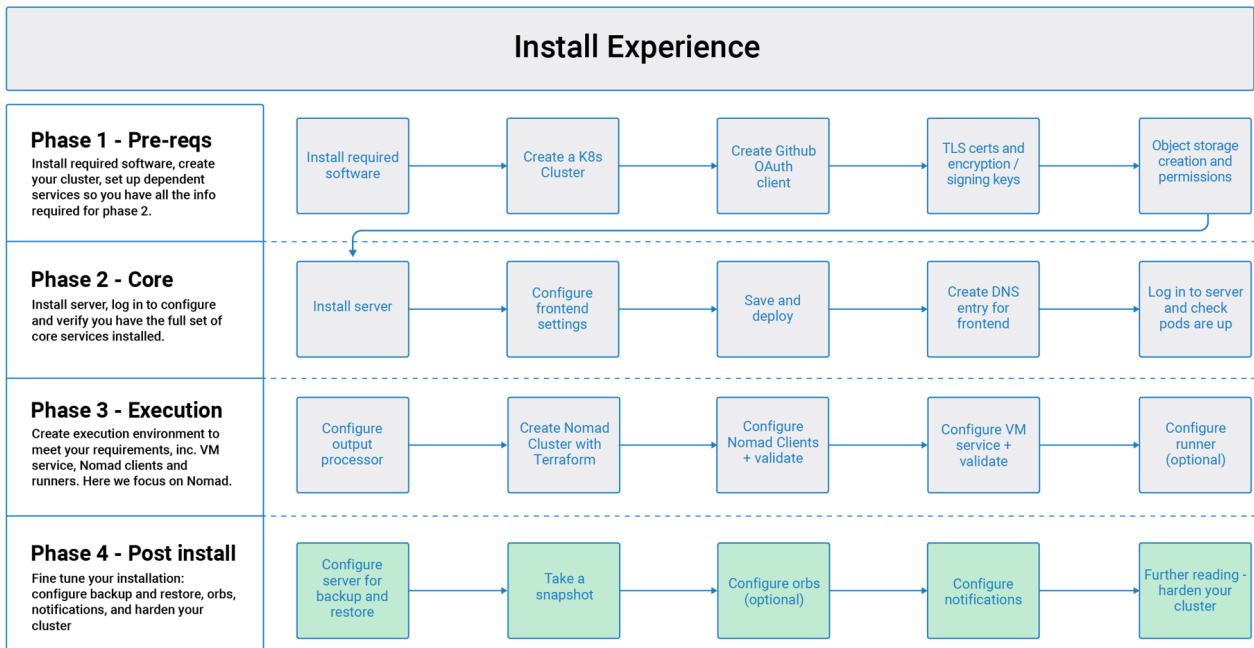 Install Experience
Phase 1 - Pre-reqs
Install required software, create
your cluster, set up dependent
services so you have all the info
required for phase 2.
Install required
software
Create a K8s
Cluster
Create Github
OAuth
client
TLS certs and
encryption /
signing keys
Object storage
creation and
permissions
Phase 2 - Core
Install server, log in to configure
and verify you have the full set of
core services installed.
Install server
Configure
frontend
settings
Save and
deploy
Create DNS
entry for
frontend
Log in to server
and check
pods are up
Phase 3 - Execution
Create execution environment to
meet your requirements, inc. VM
service, Nomad clients and
runners. Here we focus on Nomad.
Configure
output
processor
Create Nomad
Cluster with
Terraform
Configure
Nomad Clients
+ validate
Configure VM
service +
validate
Configure
runner
(optional)
Phase 4 - Post install
Fine tune your installation:
configure backup and restore, orbs,
notifications, and harden your
cluster
Configure
server for
backup and
restore
Take a
snapshot
Configure orbs
(optional)
Configure
notifications
Further reading -
harden your
cluster